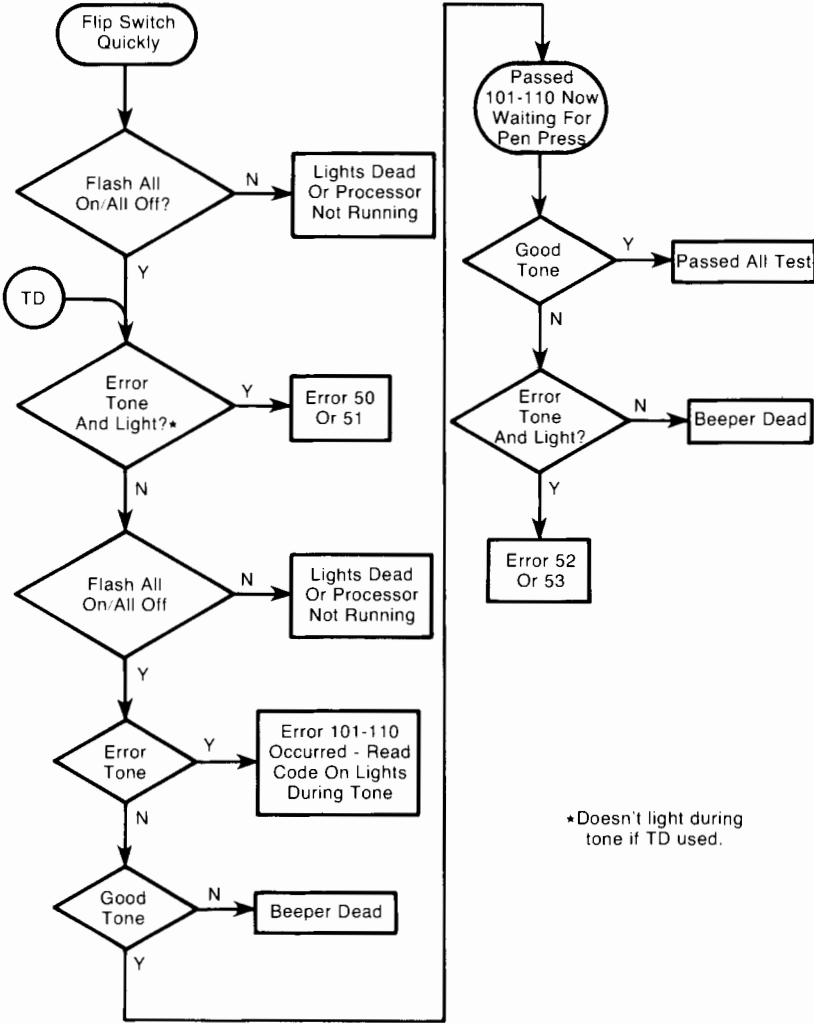 Flip Switch
Quickly
Flash All
On/All Off?
N
Lights Dead
Or Processor
Not Running
Y
TD
Error
Tone
And Light?★
Y
Error 50
Or 51
N
Flash All
On/All Off
N
Lights Dead
Or Processor
Not Running
Y
Error
Tone
Y
Error 101-110
Occurred - Read
Code On Lights
During Tone
N
Good
Tone
N
Beeper Dead
Y
Passed
101-110 Now
Waiting For
Pen Press
Good
Tone
Y
Passed All Test
N
Error
Tone
And Light?
N
Beeper Dead
Y
Error 52
Or 53
★Doesn't light during
tone if TD used.